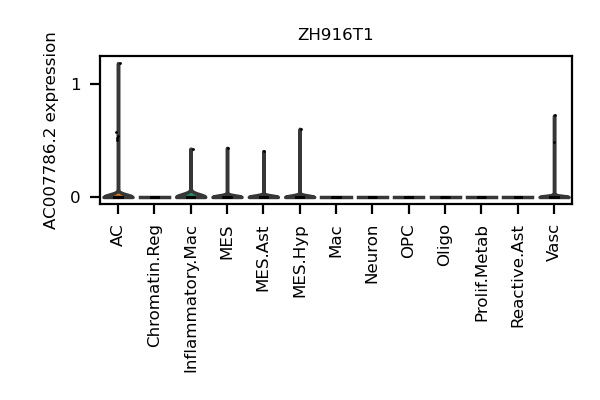 ZH916T1
AC007786.2 expression
1
0
AC
Chromatin.Reg
Inflammatory.Mac
MES
MES.Ast
MES.Hyp
Mac
Neuron
OPC
Oligo
Prolif.Metab
Reactive.Ast
Vasc